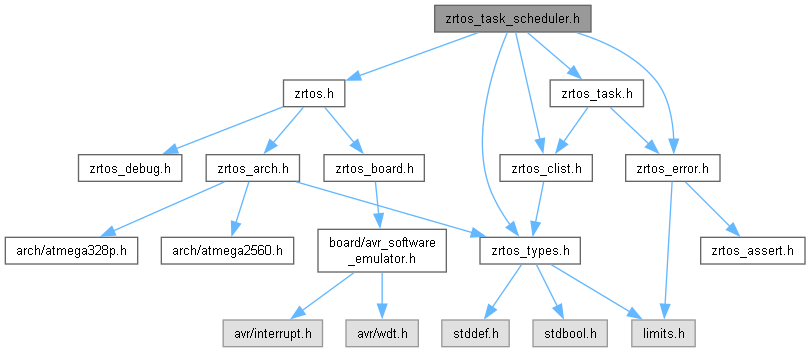 zrtos_task_scheduler.h
zrtos.h
zrtos_task.h
zrtos_debug.h
zrtos_arch.h
zrtos_board.h
zrtos_clist.h
zrtos_error.h
arch/atmega328p.h
arch/atmega2560.h
board/avr_software
_emulator.h
zrtos_types.h
zrtos_assert.h
avr/interrupt.h
avr/wdt.h
stddef.h
stdbool.h
limits.h